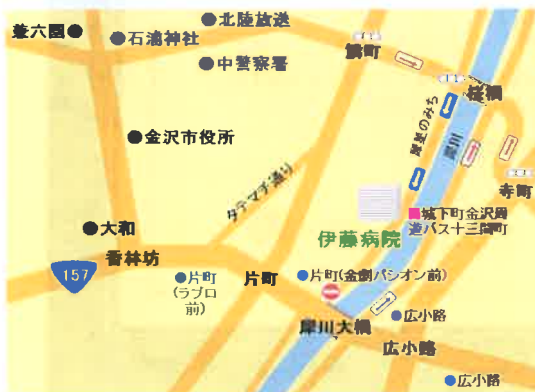 北陸放送
兼六園
石浦神社
中警察署
鱗町
桜橋
犀星のみち
犀川
金沢市役所
寺町
タテマチ通り
城下町金沢周
遊バス十三間町
伊藤病院
大和
香林坊
157
片町
(ラブロ
前)
片町
片町(金劇パシオン前)
犀川大橋
広小路
広小路
広小路